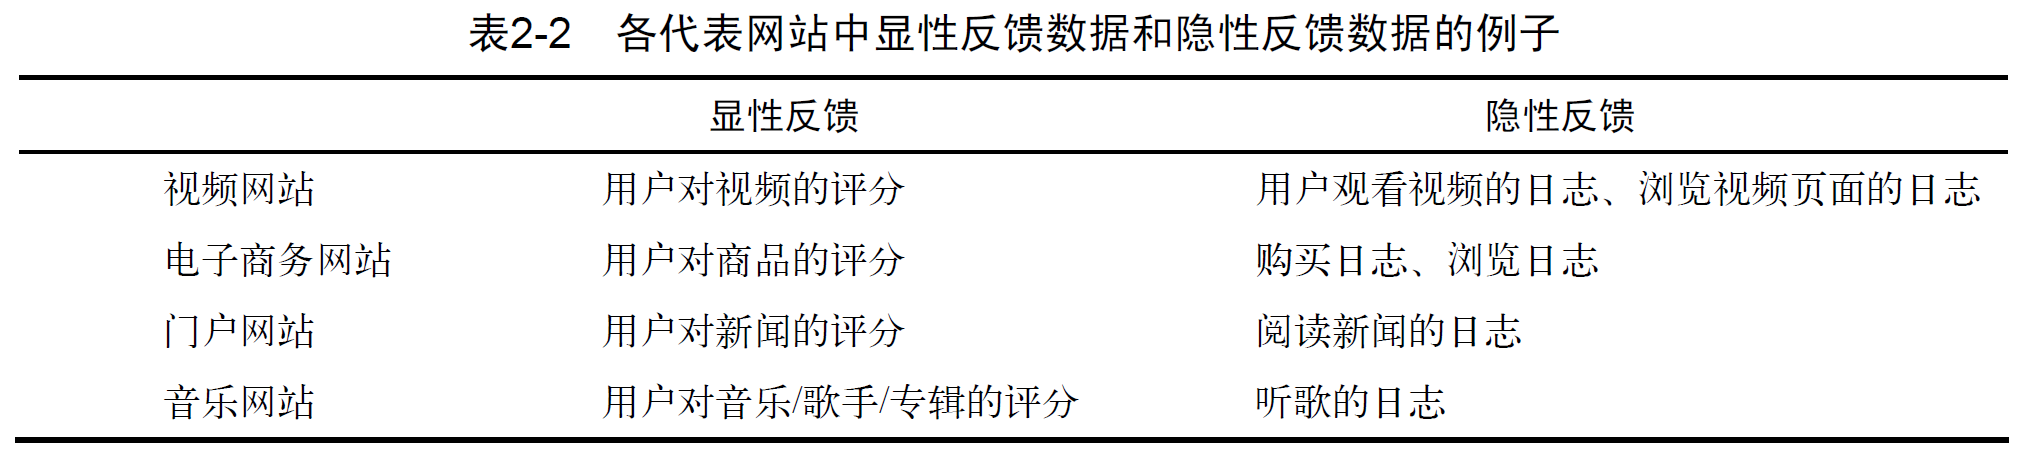 表2-2 各代表网站中显性反馈数据和隐性反馈数据的例子
显性反馈 隐性反馈
视频网站 用户对视频的评分 用户观看视频的日志、浏览视频页面的日志
电子商务网站 用户对商品的评分 购买日志、浏览日志
门户网站 用户对新闻的评分 阅读新闻的日志
音乐网站 用户对音乐/歌手/专辑的评分 听歌的日志